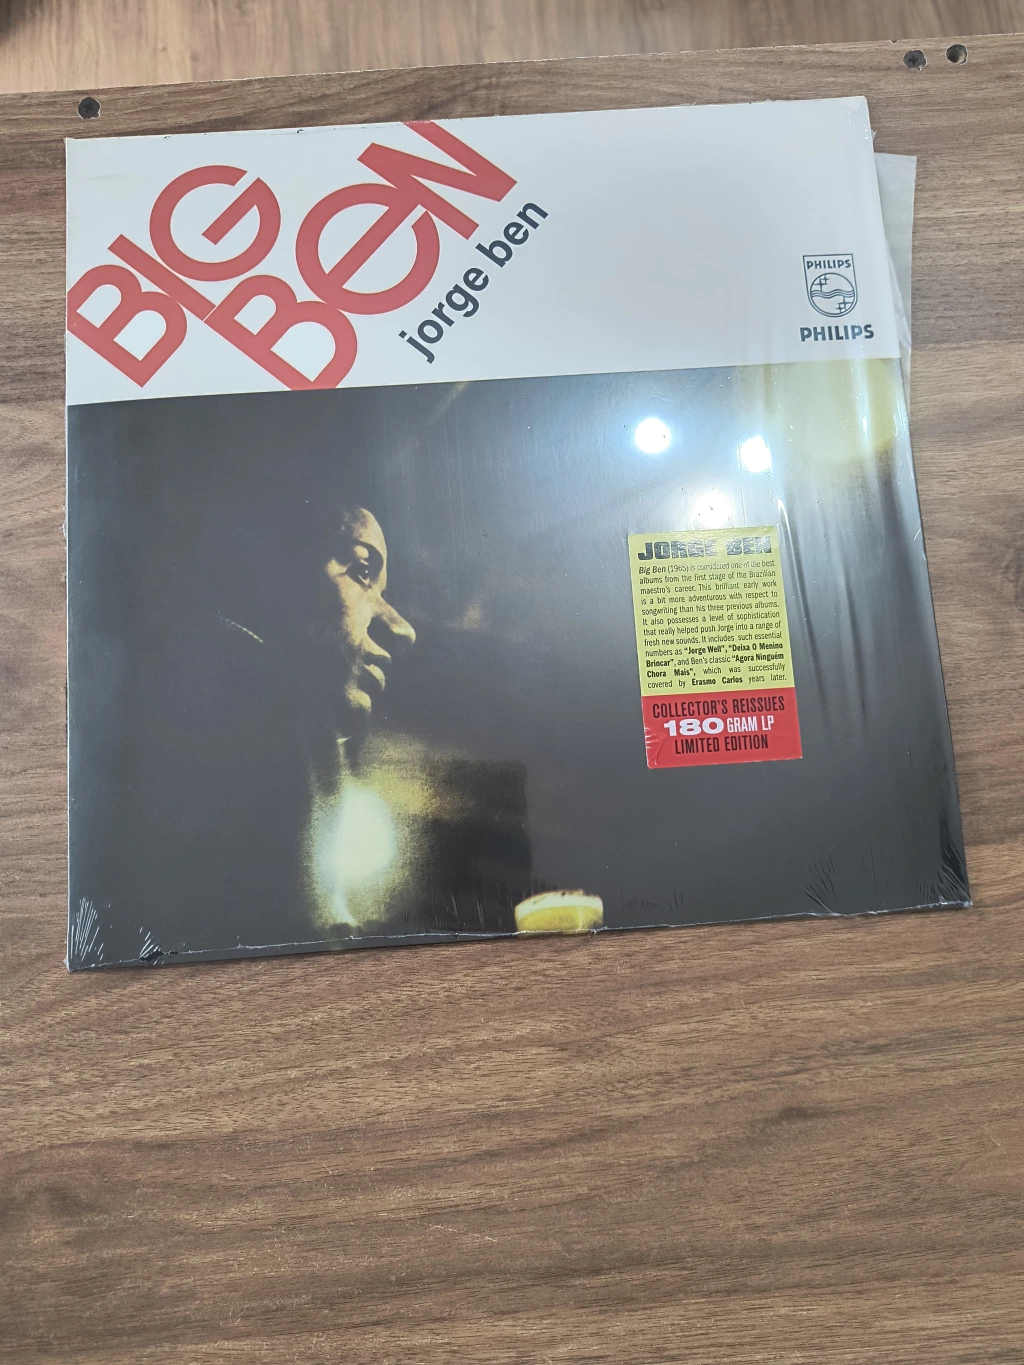 BIG
BEN
jorge ben
PHILIPS
PHILIPS
JORGE BEN
Big Ben (1965) is considered one of the best
albums from the first stage of the Brazilian
maestro's career. This brilliant early work
is a bit more adventurous with respect to
songwriting than his three previous albums.
It also possesses a level of sophistication
that really helped push Jorge into a range of
fresh new sounds. It includes such essential
numbers as "Jorge Well", "Deixa O Menino
Brincar", and Ben's classic "Agora Ninguém
Chora Mais", which was successfully
covered by Erasmo Carlos years later.
COLLECTOR'S REISSUES
180 GRAM LP
LIMITED EDITION